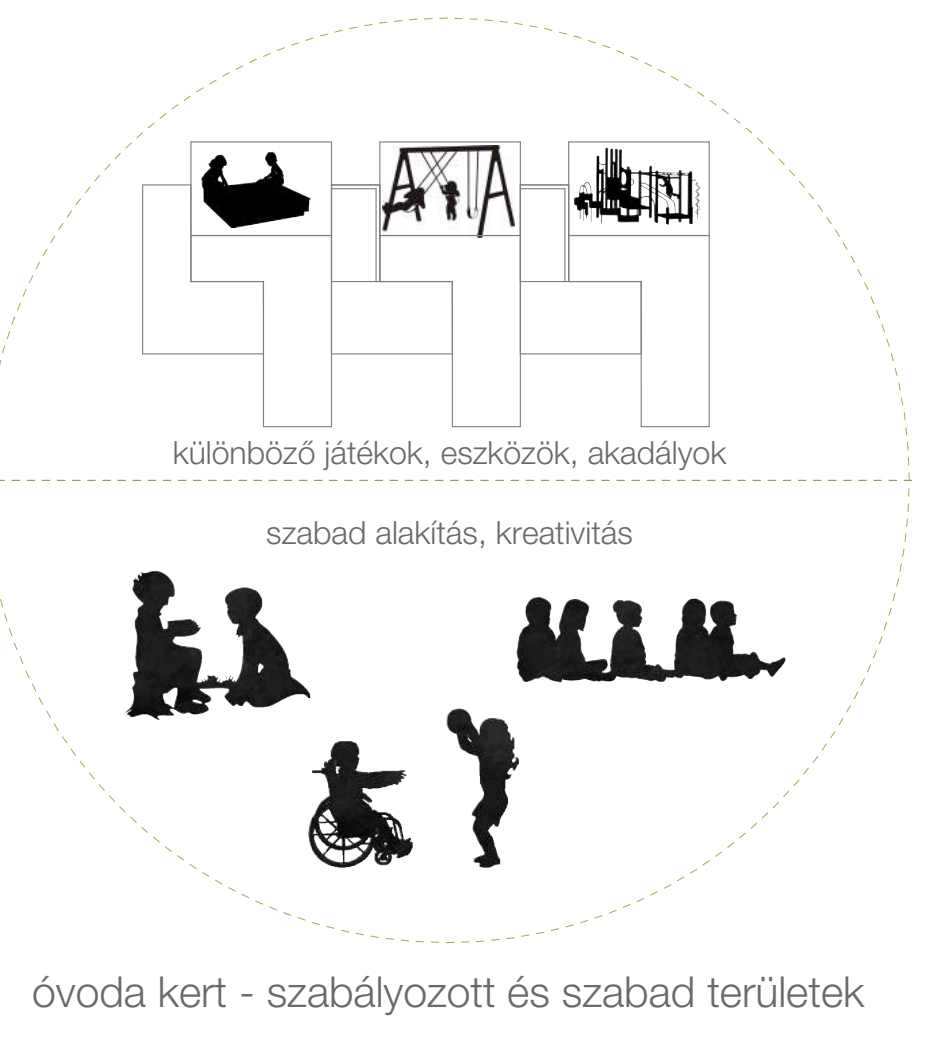 különböző játékok, eszközök, akadályok
szabad alakítás, kreativitás
óvoda kert - szabályozott és szabad területek